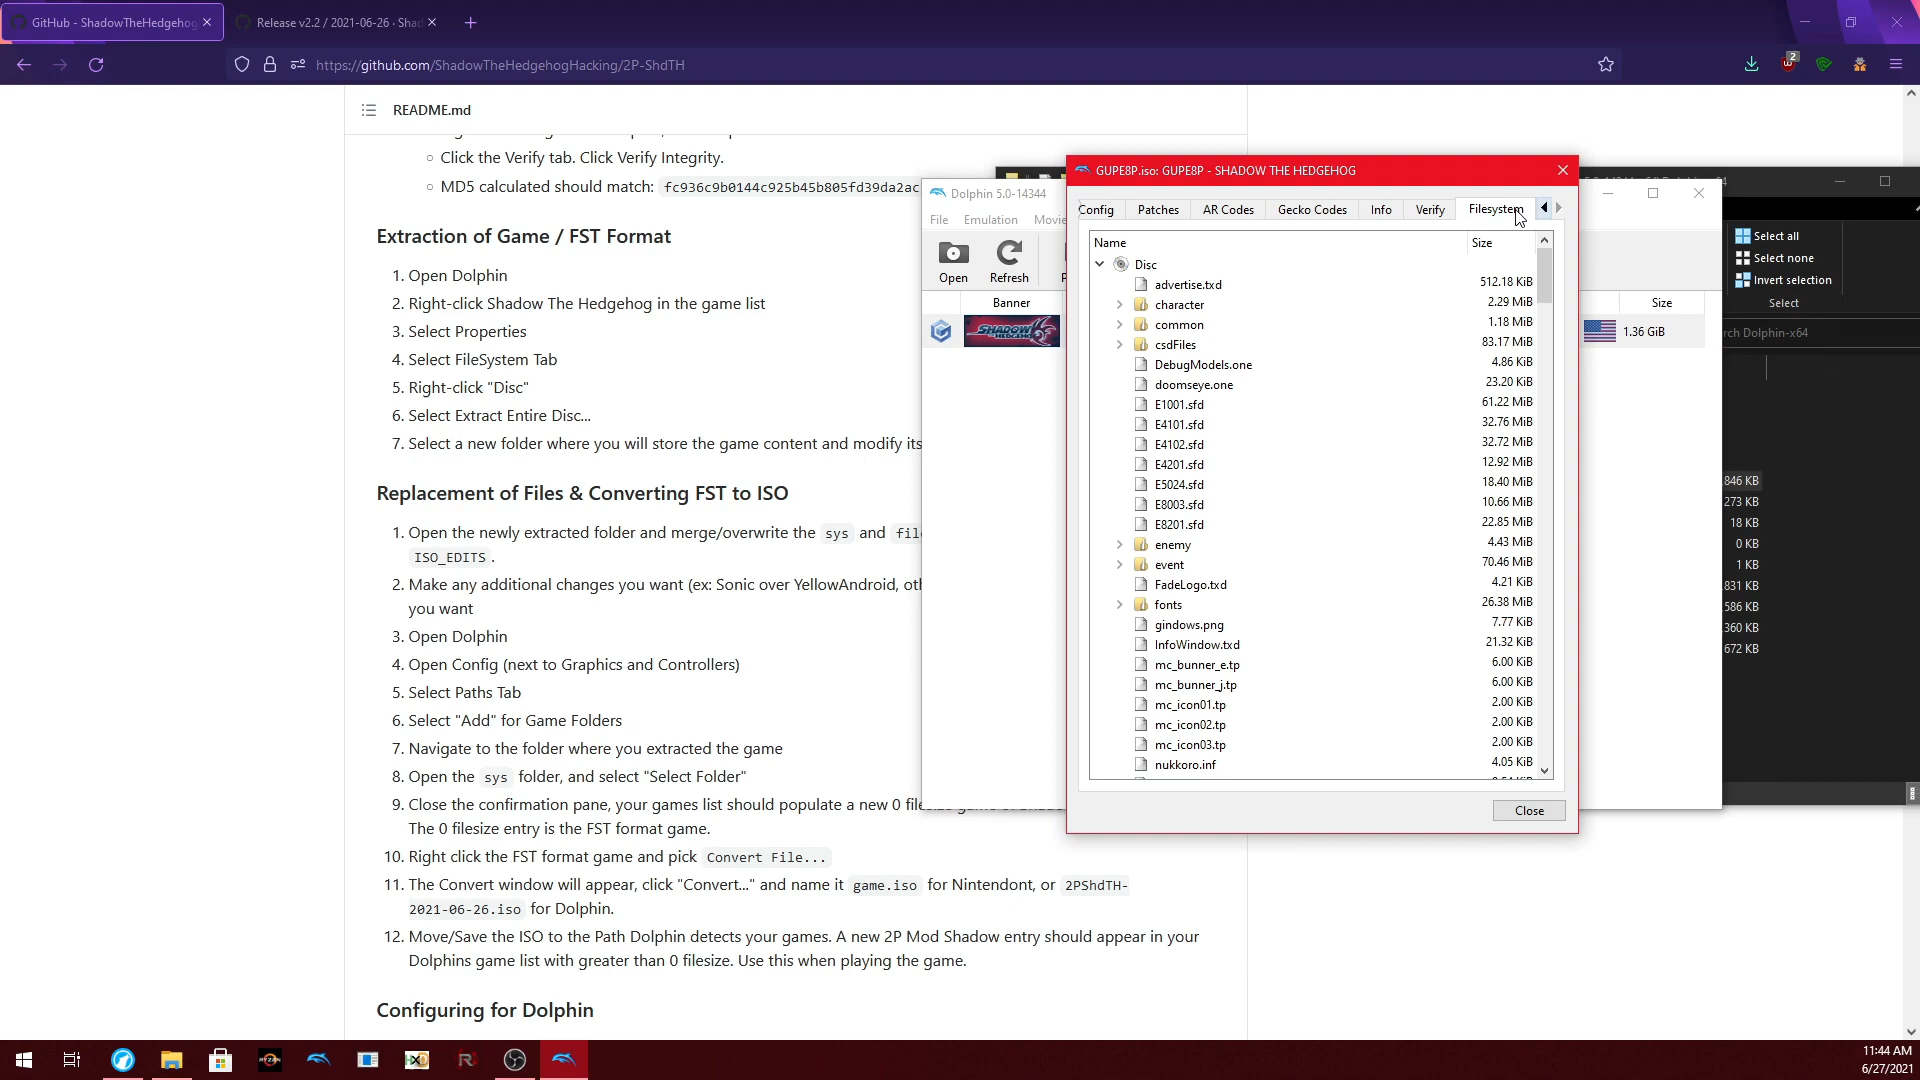 GitHub - ShadowTheHedgehog
Release v2.2 / 2021-06-26 · Shad
https://github.com/ShadowTheHedgehogHacking/2P-ShdTH
2
README.md
Click the Verify tab. Click Verify Integrity.
MD5 calculated should match: fc936c9b0144c925b45b805fd39da2ac
Extraction of Game / FST Format
1. Open Dolphin
2. Right-click Shadow The Hedgehog in the game list
3. Select Properties
4. Select FileSystem Tab
5. Right-click "Disc"
6. Select Extract Entire Disc...
7. Select a new folder where you will store the game content and modify its
Replacement of Files & Converting FST to ISO
1. Open the newly extracted folder and merge/overwrite the sys and file
ISO_EDITS .
2. Make any additional changes you want (ex: Sonic over YellowAndroid, oth
you want
3. Open Dolphin
4. Open Config (next to Graphics and Controllers)
5. Select Paths Tab
6. Select "Add" for Game Folders
7. Navigate to the folder where you extracted the game
8. Open the sys folder, and select "Select Folder"
9. Close the confirmation pane, your games list should populate a new 0 file
The 0 filesize entry is the FST format game.
10. Right click the FST format game and pick Convert File...
11. The Convert window will appear, click "Convert..." and name it game.iso for Nintendont, or 2PShdTH-
2021-06-26.iso for Dolphin.
12. Move/Save the ISO to the Path Dolphin detects your games. A new 2P Mod Shadow entry should appear in your
Dolphins game list with greater than 0 filesize. Use this when playing the game.
Configuring for Dolphin
Dolphin 5.0-14344
File Emulation Movie
Open Refresh
Banner
SHADOW
Size
1.36 GiB
GUPE8P.iso: GUPE8P - SHADOW THE HEDGEHOG
Config Patches AR Codes Gecko Codes Info Verify Filesystem
Name Size
Disc
advertise.txd 512.18 KiB
character 2.29 MiB
common 1.18 MiB
csdFiles 83.17 MiB
DebugModels.one 4.86 KiB
doomseye.one 23.20 KiB
E1001.sfd 61.22 MiB
E4101.sfd 32.76 MiB
E4102.sfd 32.72 MiB
E4201.sfd 12.92 MiB
E5024.sfd 18.40 MiB
E8003.sfd 10.66 MiB
E8201.sfd 22.85 MiB
enemy 4.43 MiB
event 70.46 MiB
FadeLogo.txd 4.21 KiB
fonts 26.38 MiB
gindows.png 7.77 KiB
InfoWindow.txd 21.32 KiB
mc_bunner_e.tp 6.00 KiB
mc_bunner_j.tp 6.00 KiB
mc_icon01.tp 2.00 KiB
mc_icon02.tp 2.00 KiB
mc_icon03.tp 2.00 KiB
nukkoro.inf 4.05 KiB
Close
Select all
Select none
Invert selection
Select
rch Dolphin-x64
846 KB
273 KB
18 KB
0 KB
1 KB
831 KB
586 KB
360 KB
672 KB
RYZEN
HXD
11:44 AM
6/27/2021